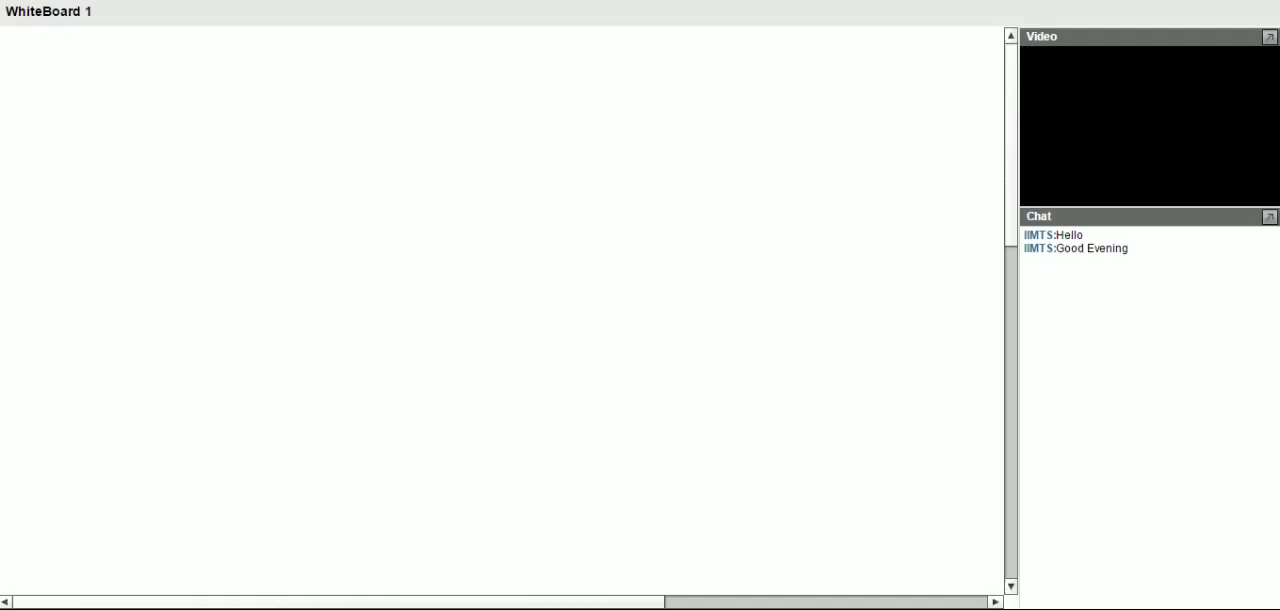 WhiteBoard 1
Video
Chat
IIMTS:Hello
IIMTS:Good Evening